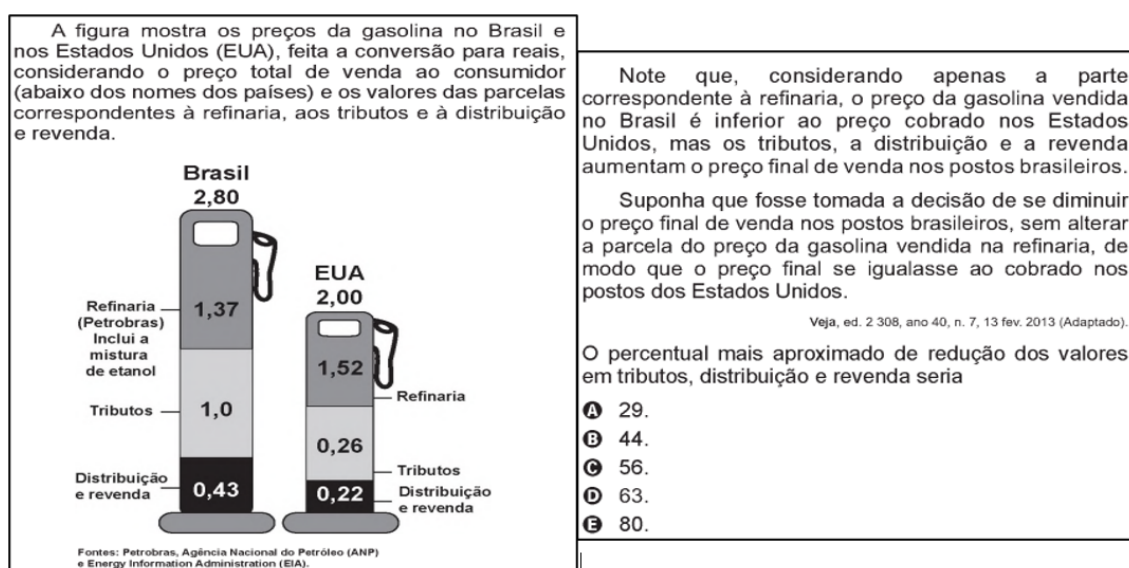 A figura mostra os preços da gasolina no Brasil e
nos Estados Unidos (EUA), feita a conversão para reais,
considerando o preço total de venda ao consumidor
(abaixo dos nomes dos países) e os valores das parcelas
correspondentes à refinaria, aos tributos e à distribuição
e revenda.
Brasil
2,80
EUA
2,00
Refinaria
(Petrobras)
Inclui a
mistura
de etanol
1,37
Tributos
1,0
Distribuição
e revenda
0,43
1,52
Refinaria
0,26
Tributos
0,22
Distribuição
e revenda
Fontes: Petrobras, Agência Nacional do Petróleo (ANP)
e Energy Information Administration (EIA).
Note que, considerando apenas a parte
correspondente à refinaria, o preço da gasolina vendida
no Brasil é inferior ao preço cobrado nos Estados
Unidos, mas os tributos, a distribuição e a revenda
aumentam o preço final de venda nos postos brasileiros.
Suponha que fosse tomada a decisão de se diminuir
o preço final de venda nos postos brasileiros, sem alterar
a parcela do preço da gasolina vendida na refinaria, de
modo que o preço final se igualasse ao cobrado nos
postos dos Estados Unidos.
Veja, ed. 2 308, ano 40, n. 7, 13 fev. 2013 (Adaptado).
O percentual mais aproximado de redução dos valores
em tributos, distribuição e revenda seria
A 29.
B 44.
C 56.
D 63.
E 80.